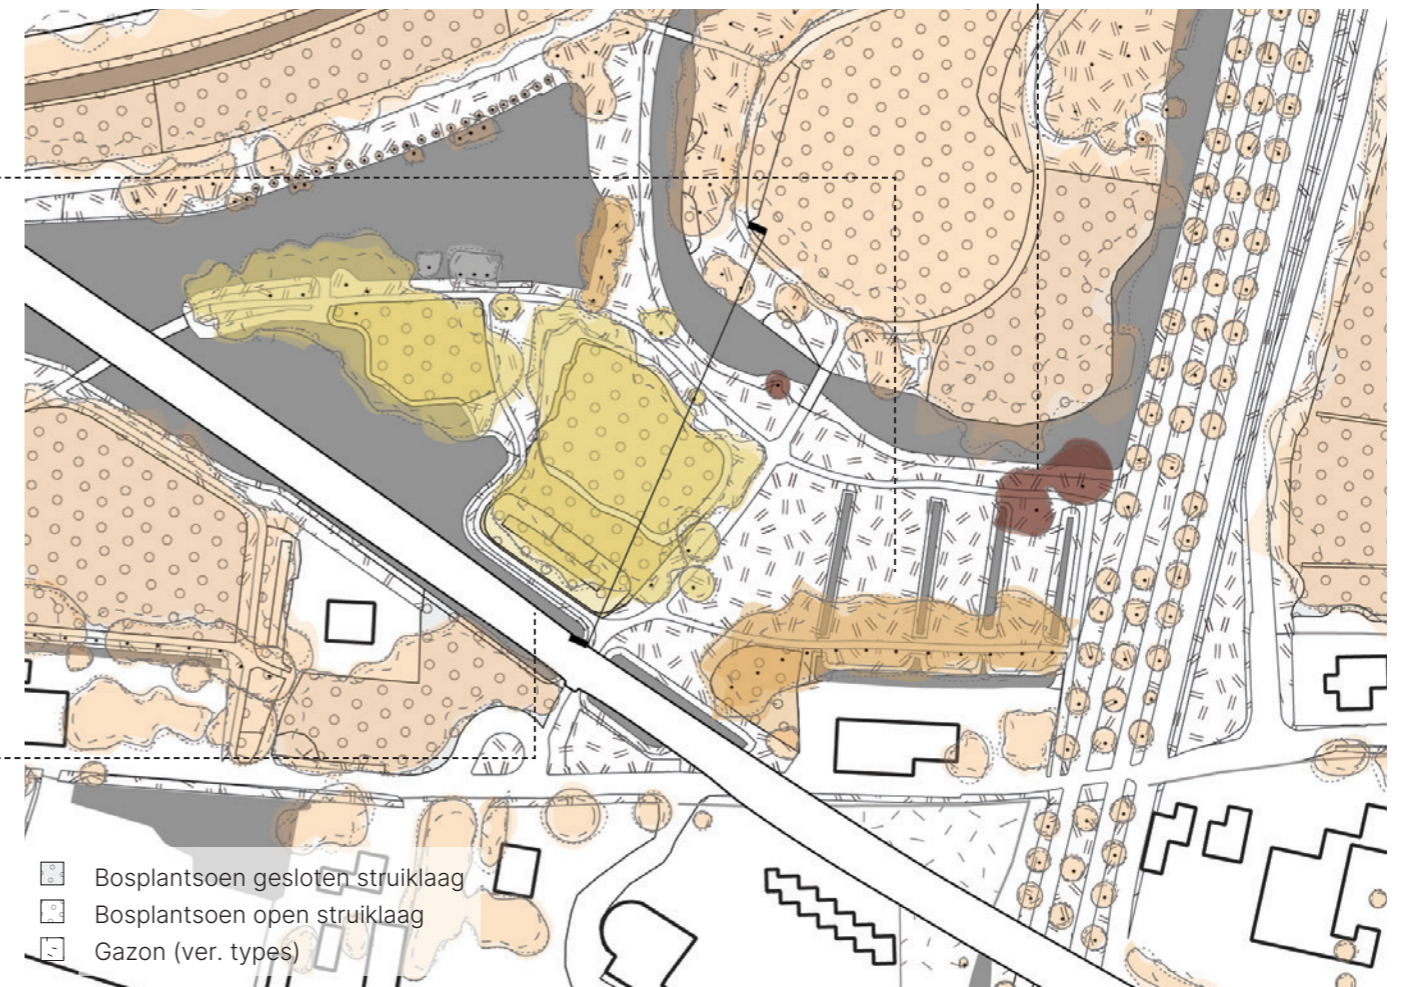 Bosplantsoen gesloten struiklaag
Bosplantsoen open struiklaag
Gazon (ver. types)